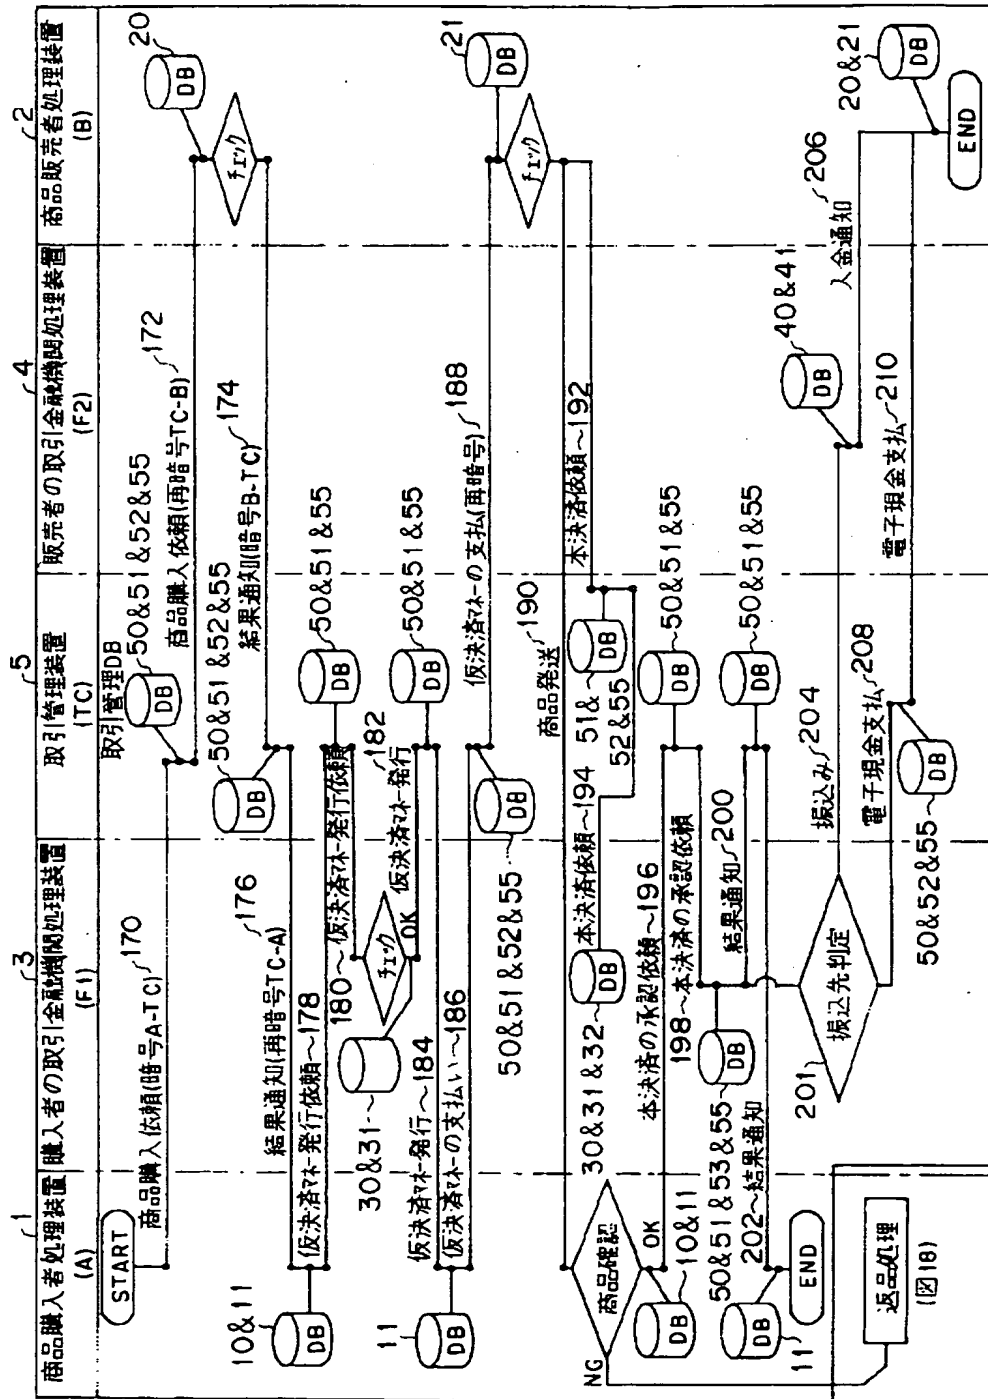 1
商品購入者処理装置
(A)
3
購入者の取引金融機関処理装置
(F1)
5
取引管理装置
(TC)
4
販売者の取引金融機関処理装置
(F2)
2
商品販売者処理装置
(B)
START
商品購入依頼(暗号A-TC)
170
取引管理DB
DB
50&51&52&55
商品購入依頼(再暗号TC-B)
172
DB
20
チェック
結果通知(暗号B-TC)
174
50&51&52&55
DB
結果通知(再暗号TC-A)
176
DB
10&11
仮決済マネー発行依頼~178
180~仮決済マネー発行依頼
DB
50&51&55
チェック
OK
30&31
仮決済マネー発行
182
DB
50&51&55
仮決済マネー発行~184
DB
11
仮決済マネーの支払い~186
DB
50&51&52&55
仮決済マネーの支払(再暗号)
188
DB
21
チェック
商品発送
190
本決済依頼~192
51&
52&55
DB
本決済依頼~194
DB
30&31&32
商品確認
OK
NG
DB
10&11
本決済の承認依頼~196
DB
50&51&55
198~本決済の承認依頼
DB
50&51&53&55
結果通知
200
DB
50&51&55
202~結果通知
DB
11
END
201
振込先判定
振込み
204
DB
40&41
入金通知
206
電子現金支払
208
DB
50&52&55
電子現金支払
210
DB
20&21
END
返品処理
(図18)